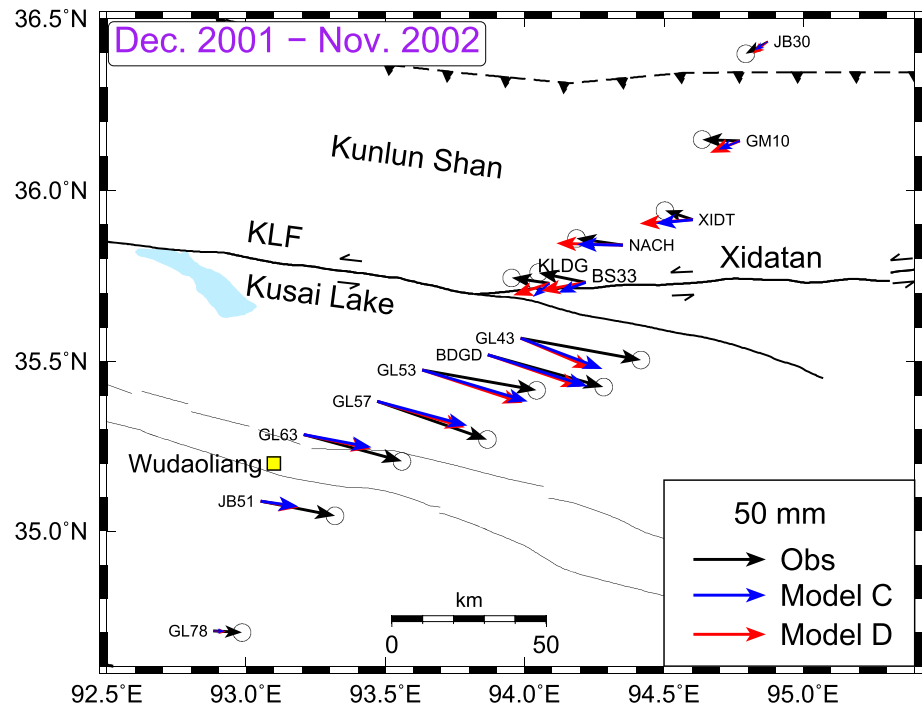 36.5˚N
Dec. 2001 − Nov. 2002
JB30
GM10
Kunlun Shan
36.0˚N
XIDT
KLF
NACH
Xidatan
KLDG
BS33
Kusai Lake
GL43
35.5˚N
BDGD
GL53
GL57
GL63
Wudaoliang
JB51
35.0˚N
50 mm
Obs
Model C
Model D
km
0
50
GL78
92.5˚E
93.0˚E
93.5˚E
94.0˚E
94.5˚E
95.0˚E